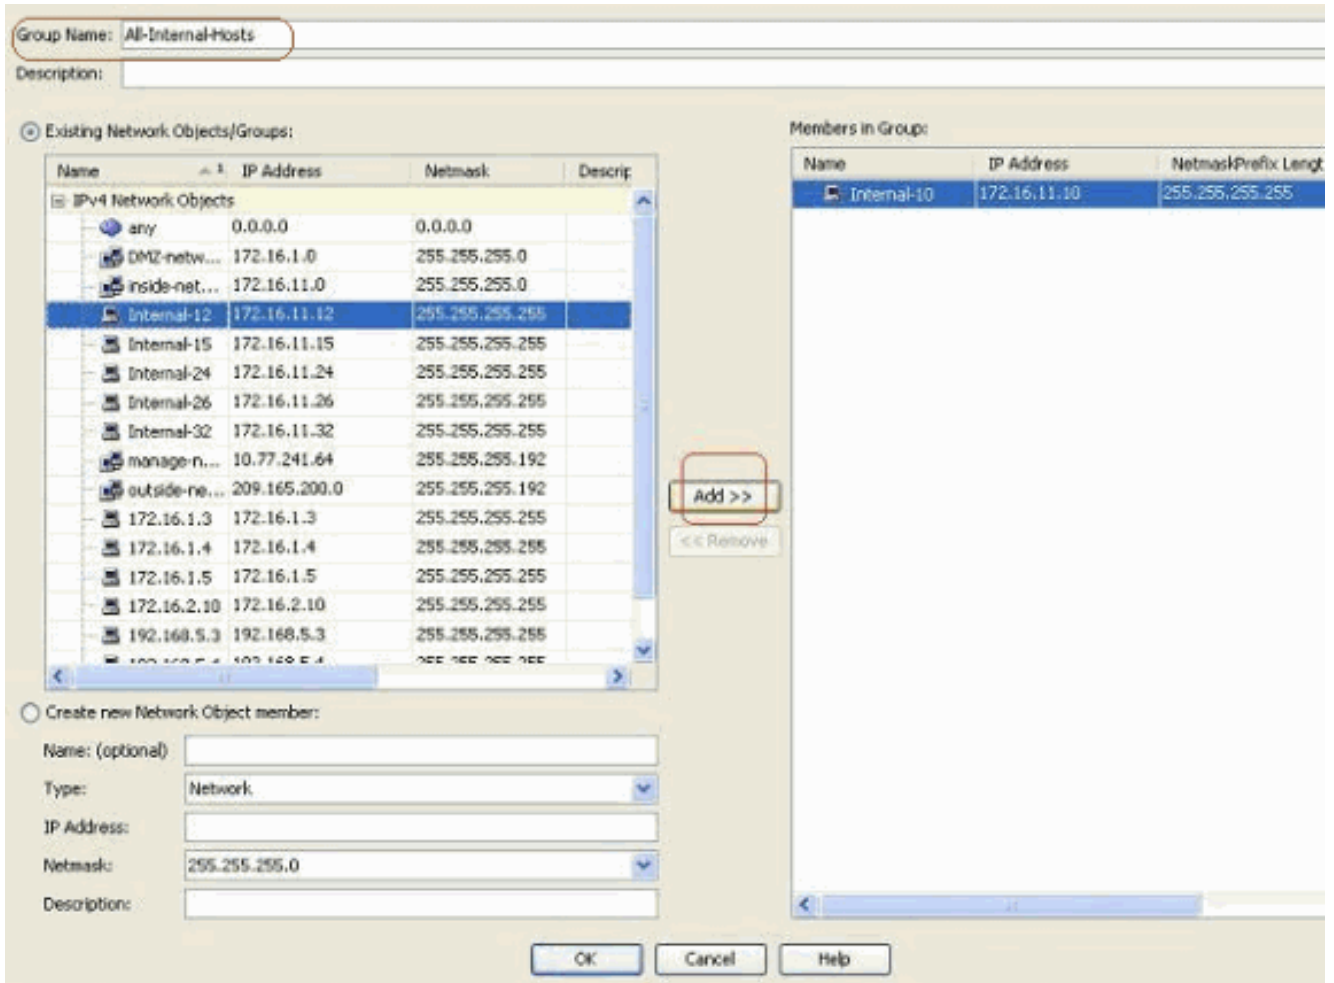 Group Name: All-Internal-Hosts
Description:
Existing Network Objects/Groups:
Name 1 IP Address Netmask Descrip
IPv4 Network Objects
any 0.0.0.0 0.0.0.0
DMZ-netw... 172.16.1.0 255.255.255.0
inside-net... 172.16.11.0 255.255.255.0
Internal-12 172.16.11.12 255.255.255.255
Internal-15 172.16.11.15 255.255.255.255
Internal-24 172.16.11.24 255.255.255.255
Internal-26 172.16.11.26 255.255.255.255
Internal-32 172.16.11.32 255.255.255.255
manage-n... 10.77.241.64 255.255.255.192
outside-ne... 209.165.200.0 255.255.255.192
172.16.1.3 172.16.1.3 255.255.255.255
172.16.1.4 172.16.1.4 255.255.255.255
172.16.1.5 172.16.1.5 255.255.255.255
172.16.2.10 172.16.2.10 255.255.255.255
192.168.5.3 192.168.5.3 255.255.255.255
Add >>
<< Remove
Members in Group:
Name IP Address NetmaskPrefix Lengt
Internal-10 172.16.11.10 255.255.255.255
Create new Network Object member:
Name: (optional)
Type: Network
IP Address:
Netmask: 255.255.255.0
Description:
OK Cancel Help